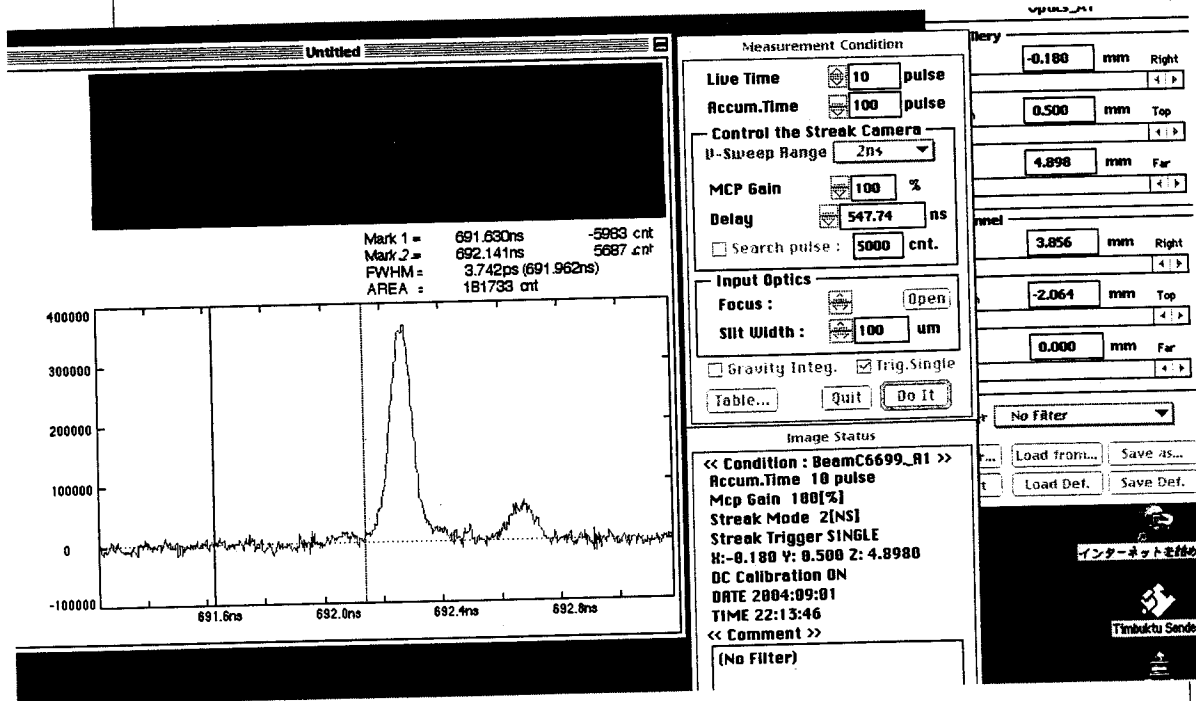 Untitled
Mark 1 = 691.630ns -5983 cnt
Mark 2 = 692.141ns 5687 cnt
FWHM = 3.742ps (691.962ns)
AREA : 181733 cnt
400000
300000
200000
100000
0
-100000
691.6ns 692.0ns 692.4ns 692.8ns
Measurement Condition
Live Time 10 pulse
Accum.Time 100 pulse
Control the Streak Camera
V-Sweep Range 2ns
MCP Gain 100 %
Delay 547.74 ns
Search pulse : 5000 cnt.
Input Optics
Focus : Open
Slit Width : 100 um
Gravity Integ. Trig.Single
Table... Quit Do It
Image Status
<< Condition : BeamC6699_A1 >>
Accum.Time 10 pulse
Mcp Gain 100[%]
Streak Mode 2[NS]
Streak Trigger SINGLE
X:-0.180 Y: 0.500 Z: 4.8980
DC Calibration ON
DATE 2004:09:01
TIME 22:13:46
<< Comment >>
(No Filter)
Optics_A1
-0.180 mm Right
0.500 mm Top
4.898 mm Far
3.856 mm Right
-2.064 mm Top
0.000 mm Far
No Filter
Load from... Save as...
Load Def. Save Def.
インターネットを始め
Timbuktu Sende